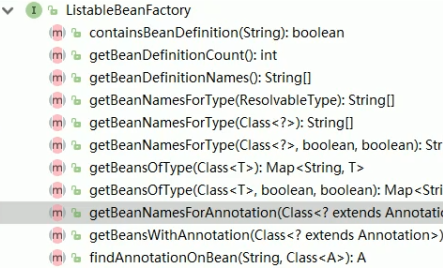 ListableBeanFactory
containsBeanDefinition(String): boolean
getBeanDefinitionCount(): int
getBeanDefinitionNames(): String[]
getBeanNamesForType(ResolvableType): String[]
getBeanNamesForType(Class<?>): String[]
getBeanNamesForType(Class<?>, boolean, boolean): Str
getBeansOfType(Class<T>): Map<String, T>
getBeansOfType(Class<T>, boolean, boolean): Map<Stri
getBeanNamesForAnnotation(Class<? extends Annotatio
getBeansWithAnnotation(Class<? extends Annotation>)
findAnnotationOnBean(String, Class<A>): A